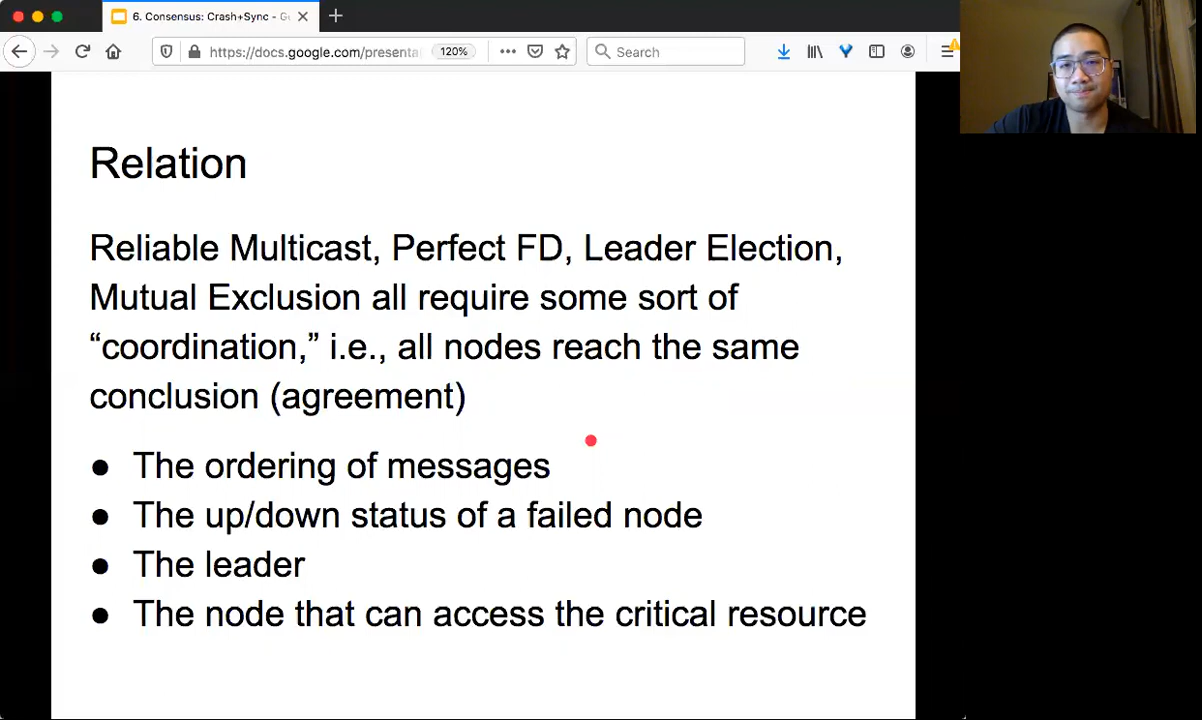 6. Consensus: Crash+Sync - G
https://docs.google.com/presenta
120%
Search
Relation
Reliable Multicast, Perfect FD, Leader Election,
Mutual Exclusion all require some sort of
“coordination,” i.e., all nodes reach the same
conclusion (agreement)
● The ordering of messages
● The up/down status of a failed node
● The leader
● The node that can access the critical resource